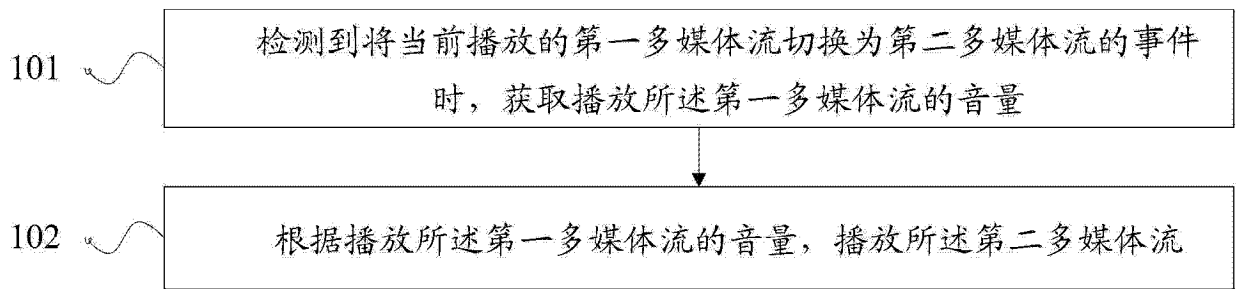 101
检测到将当前播放的第一多媒体流切换为第二多媒体流的事件
时，获取播放所述第一多媒体流的音量
102
根据播放所述第一多媒体流的音量，播放所述第二多媒体流